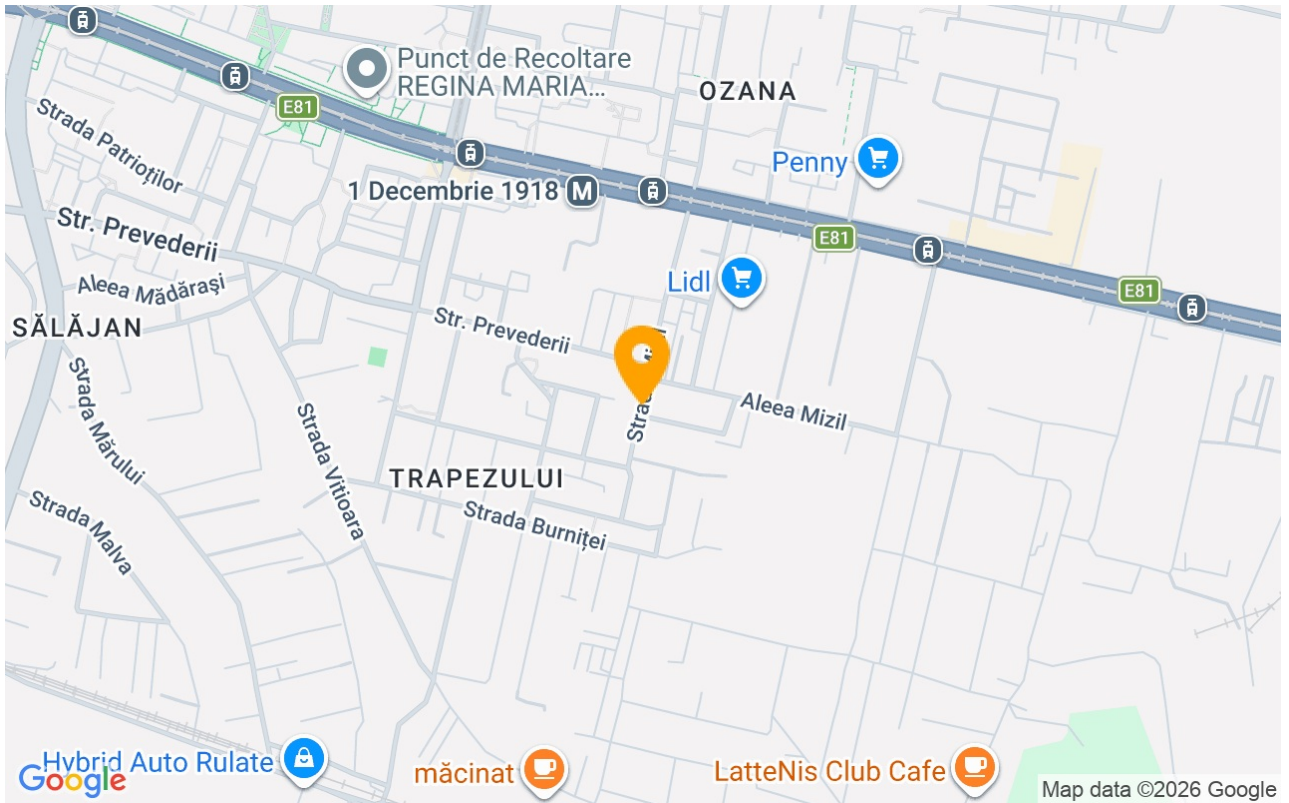 Punct de Recoltare
REGINA MARIA...
OZANA
E81
Strada Patrioților
Penny
1 Decembrie 1918 M
Str. Prevederii
E81
Aleea Mădărași
Lidl
E81
SĂLĂJAN
Str. Prevederii
Strada Mărului
Aleea Mizil
Strada Vitioara
TRAPEZULUI
Strada Malva
Strada Burniței
Hybrid Auto Rulate
măcinat
LatteNis Club Cafe
Google
Map data ©2026 Google